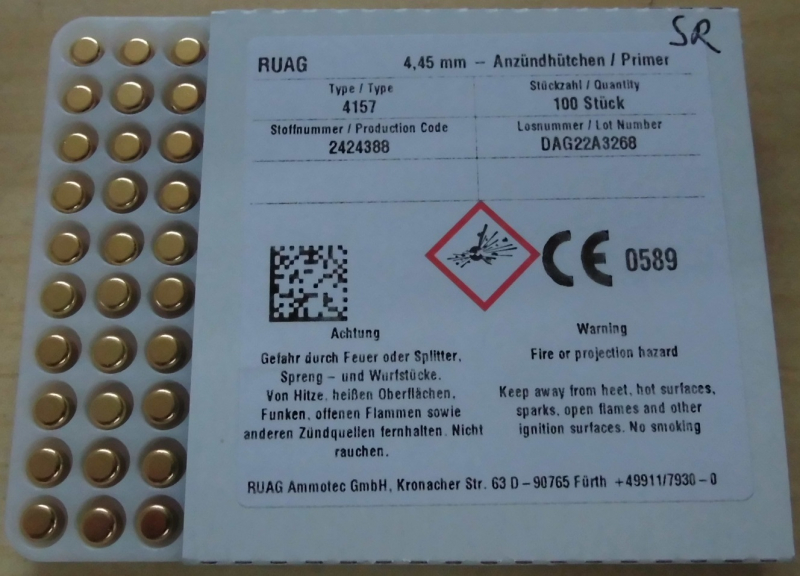 SR
RUAG 4,45 mm – Anzündhütchen / Primer
Type / Type Stückzahl / Quantity
4157 100 Stück
Stoffnummer / Production Code Losnummer / Lot Number
2424388 DAG22A3268
CE 0589
Achtung
Gefahr durch Feuer oder Splitter,
Spreng – und Wurfstücke.
Von Hitze, heißen Oberflächen,
Funken, offenen Flammen sowie
anderen Zündquellen fernhalten. Nicht
rauchen.
Warning
Fire or projection hazard
Keep away from heet, hot surfaces,
sparks, open flames and other
ignition surfaces. No smoking
RUAG Ammotec GmbH, Kronacher Str. 63 D – 90765 Fürth +49911/7930 – 0